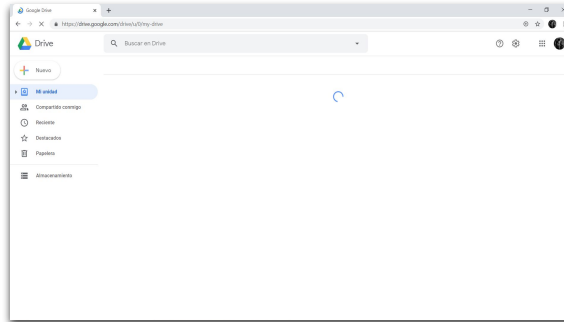 Google Drive
https://drive.google.com/drive/u/0/my-drive
Drive
Buscar en Drive
Nuevo
Mi unidad
Compartido conmigo
Reciente
Destacados
Papelera
Almacenamiento